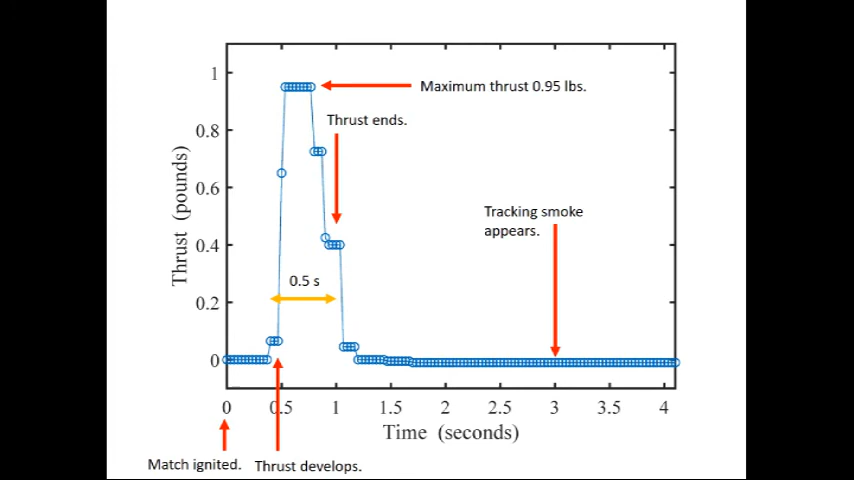 Maximum thrust 0.95 lbs.
Thrust ends.
Tracking smoke
appears.
0.5 s
Thrust (pounds)
1
0.8
0.6
0.4
0.2
0
0 0.5 1 1.5 2 2.5 3 3.5 4
Time (seconds)
Match ignited. Thrust develops.